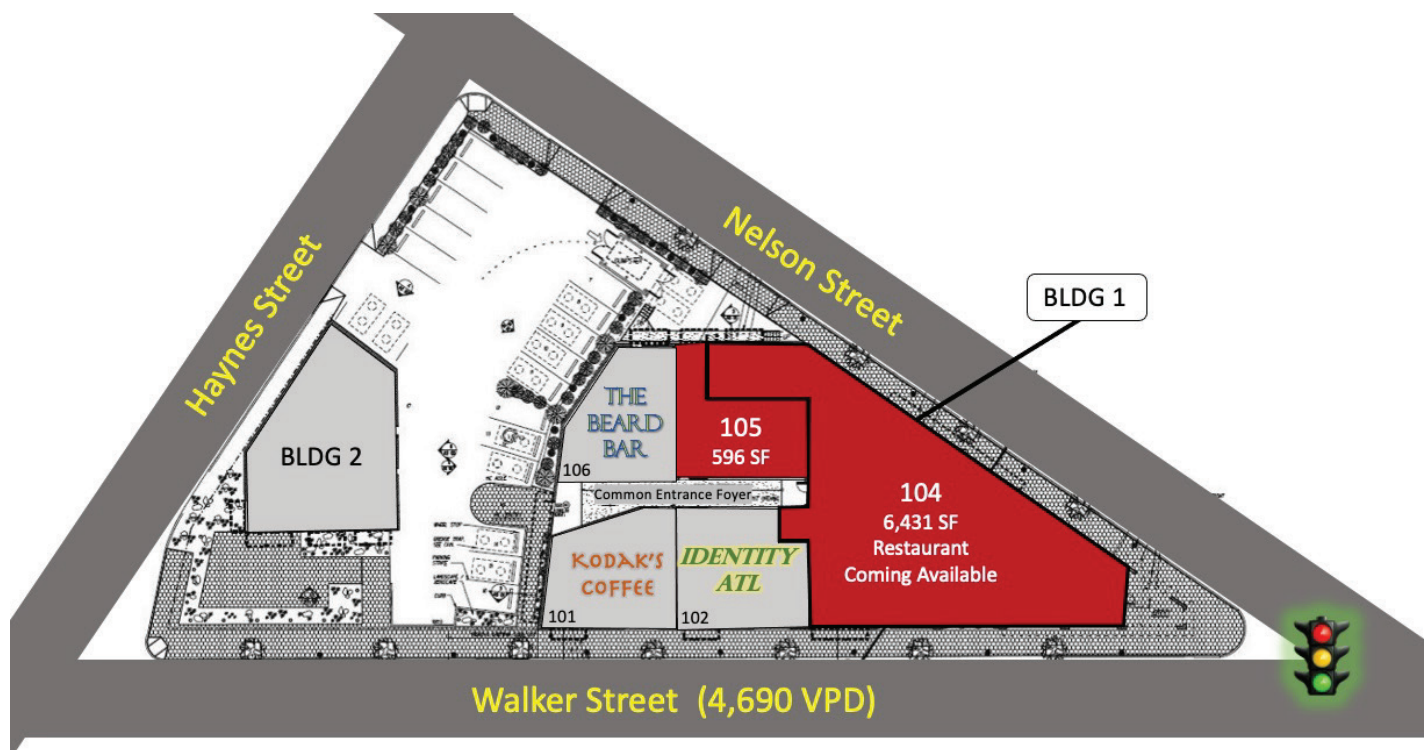 Haynes Street
Nelson Street
BLDG 1
BLDG 2
THE
BEARD
BAR
106
105
596 SF
Common Entrance Foyer
104
6,431 SF
Restaurant
Coming Available
KODAK'S
COFFEE
101
IDENTITY
ATL
102
Walker Street (4,690 VPD)